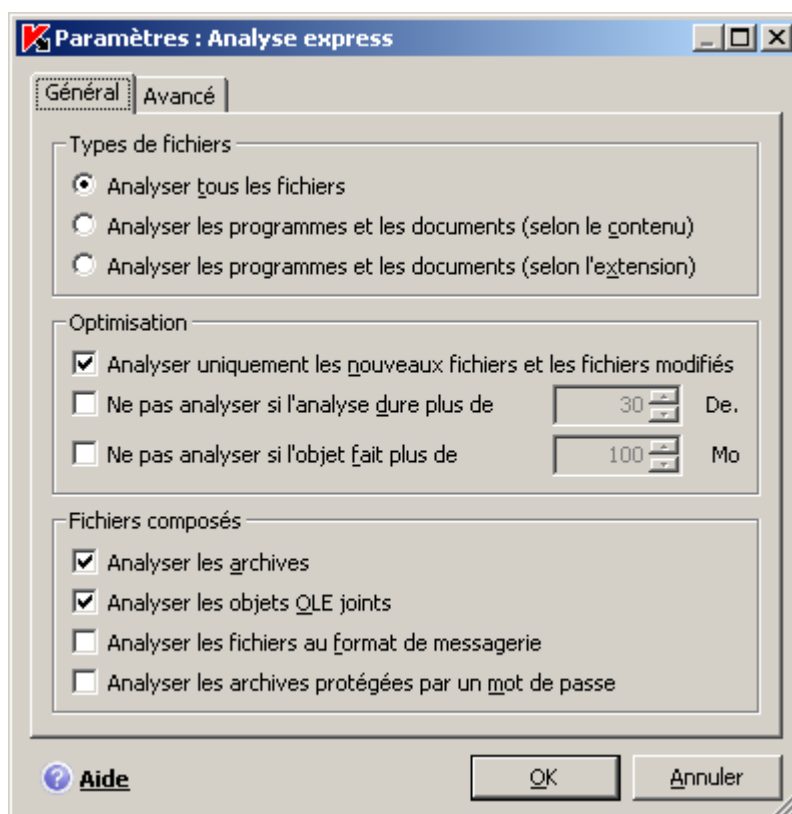 Paramètres : Analyse express
Général
Avancé
Types de fichiers
Analyser tous les fichiers
Analyser les programmes et les documents (selon le contenu)
Analyser les programmes et les documents (selon l'extension)
Optimisation
Analyser uniquement les nouveaux fichiers et les fichiers modifiés
Ne pas analyser si l'analyse dure plus de 30 De.
Ne pas analyser si l'objet fait plus de 100 Mo
Fichiers composés
Analyser les archives
Analyser les objets OLE joints
Analyser les fichiers au format de messagerie
Analyser les archives protégées par un mot de passe
Aide
OK
Annuler